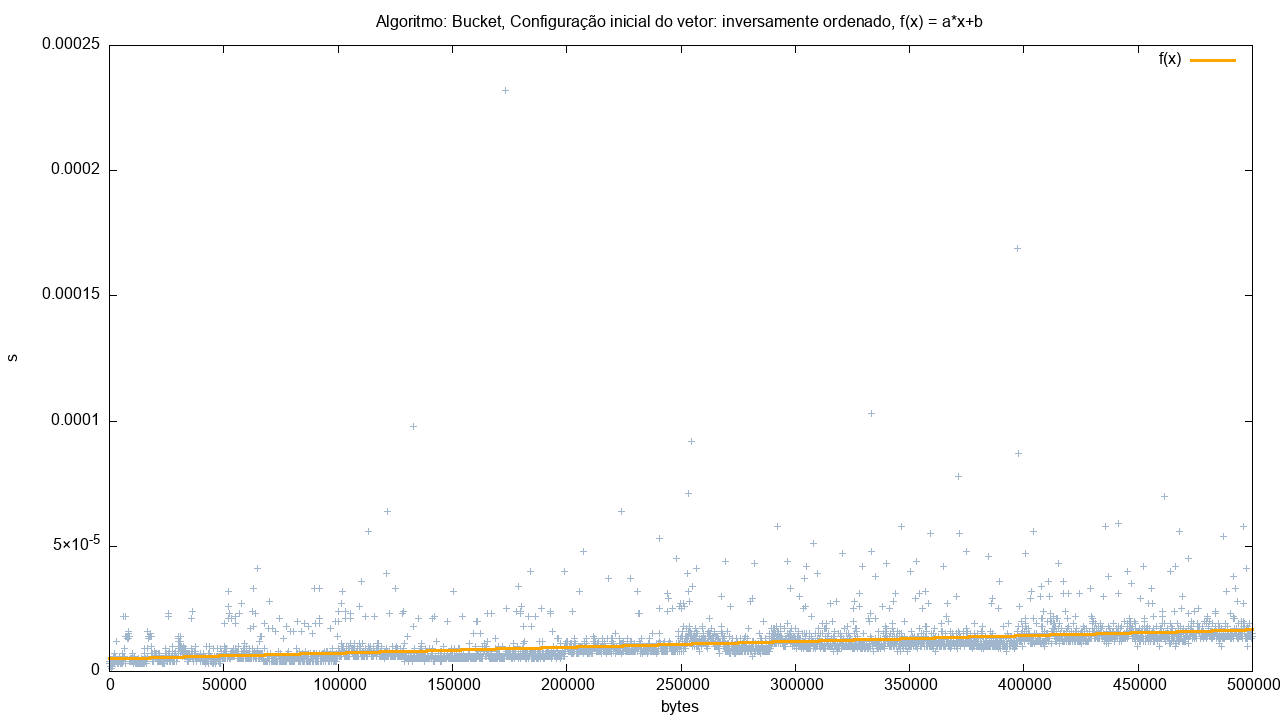 Algoritmo: Bucket, Configuração inicial do vetor: inversamente ordenado, f(x) = a*x+b
f(x)
0.00025
0.0002
0.00015
0.0001
5×10⁻⁵
0
s
0 50000 100000 150000 200000 250000 300000 350000 400000 450000 500000
bytes